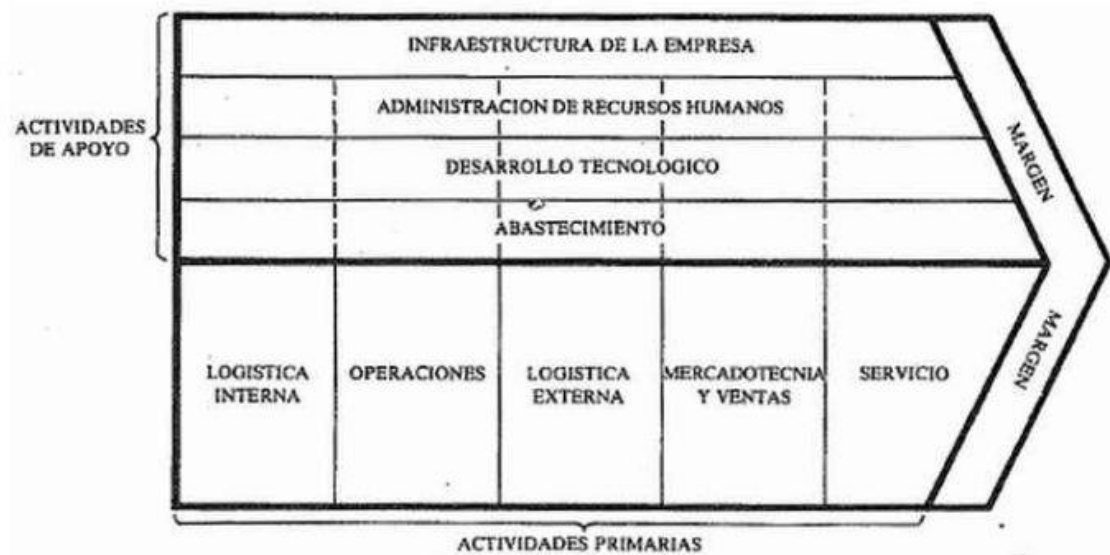 INFRAESTRUCTURA DE LA EMPRESA
ADMINISTRACION DE RECURSOS HUMANOS
ACTIVIDADES
DE APOYO
DESARROLLO TECNOLOGICO
ABASTECIMIENTO
MARGEN
LOGISTICA
INTERNA
OPERACIONES
LOGISTICA
EXTERNA
MERCADOTECNIA
Y VENTAS
SERVICIO
MARGEN
ACTIVIDADES PRIMARIAS